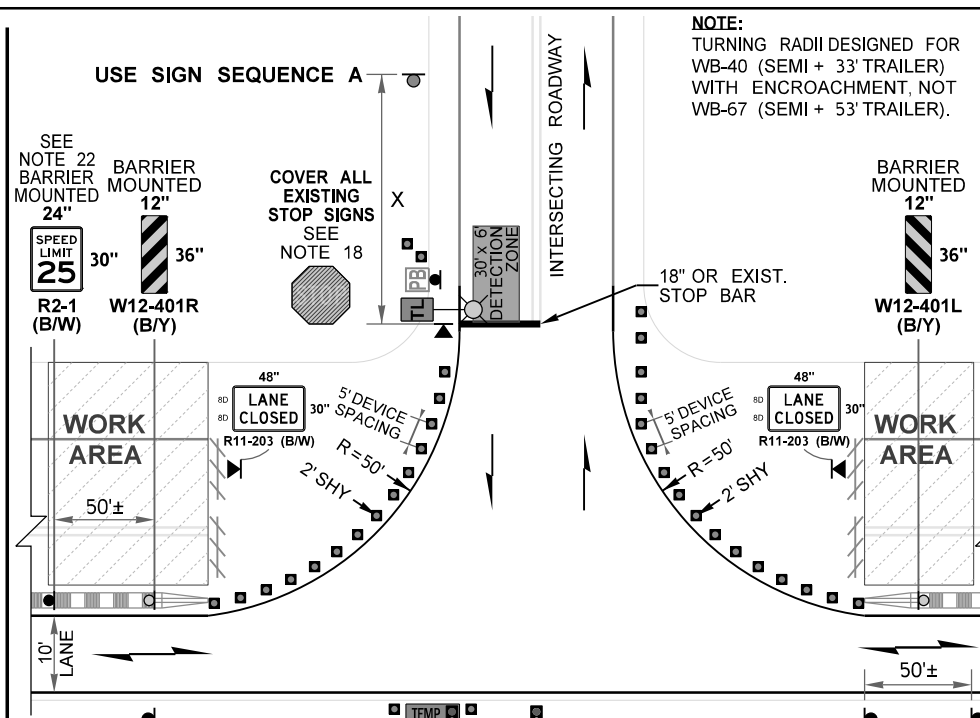 NOTE:
TURNING RADII DESIGNED FOR
WB-40 (SEMI + 33' TRAILER)
WITH ENCROACHMENT, NOT
WB-67 (SEMI + 53' TRAILER).
USE SIGN SEQUENCE A
X
SEE
NOTE 22
BARRIER
MOUNTED
24"
SPEED
LIMIT
25
30"
R2-1
(B/W)
BARRIER
MOUNTED
12"
36"
W12-401R
(B/Y)
COVER ALL
EXISTING
STOP SIGNS
SEE
NOTE 18
STOP
PB
TL
30' x 6'
DETECTION
ZONE
INTERSECTING ROADWAY
18" OR EXIST.
STOP BAR
BARRIER
MOUNTED
12"
36"
W12-401L
(B/Y)
WORK
AREA
50'±
48"
8D
8D
LANE
CLOSED
30"
R11-203 (B/W)
5' DEVICE
SPACING
R = 50'
2' SHY
5' DEVICE
SPACING
R = 50'
2' SHY
48"
8D
8D
LANE
CLOSED
30"
R11-203 (B/W)
WORK
AREA
10'
LANE
50'±
TEMP